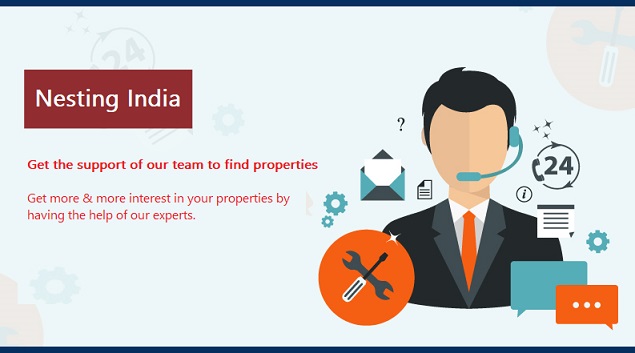 Nesting India
Get the support of our team to find properties
Get more & more interest in your properties by
having the help of our experts.
?
24
i
24